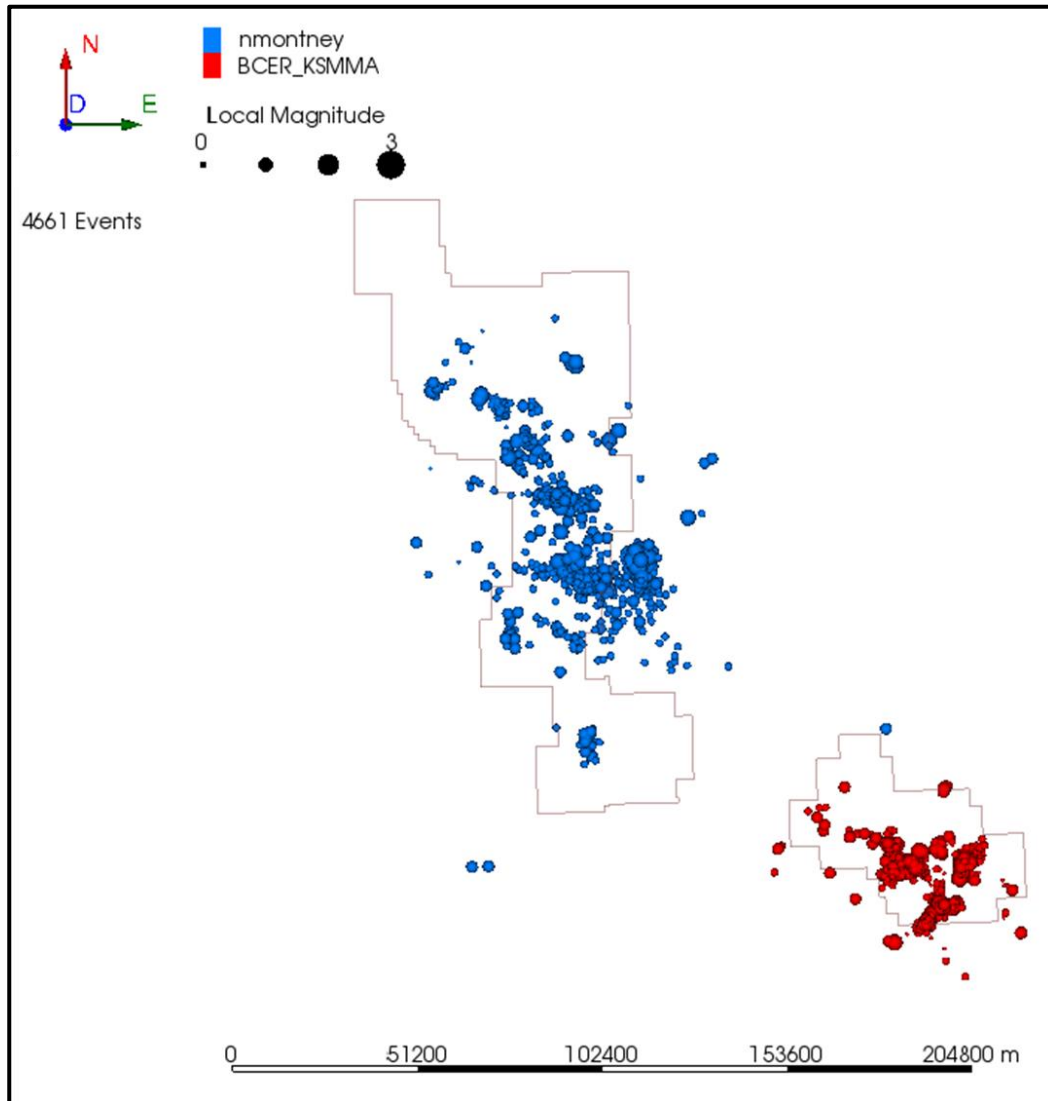 N
D E
nmontney
BCER_KSMMA
Local Magnitude
0 3
4661 Events
0 51200 102400 153600 204800 m